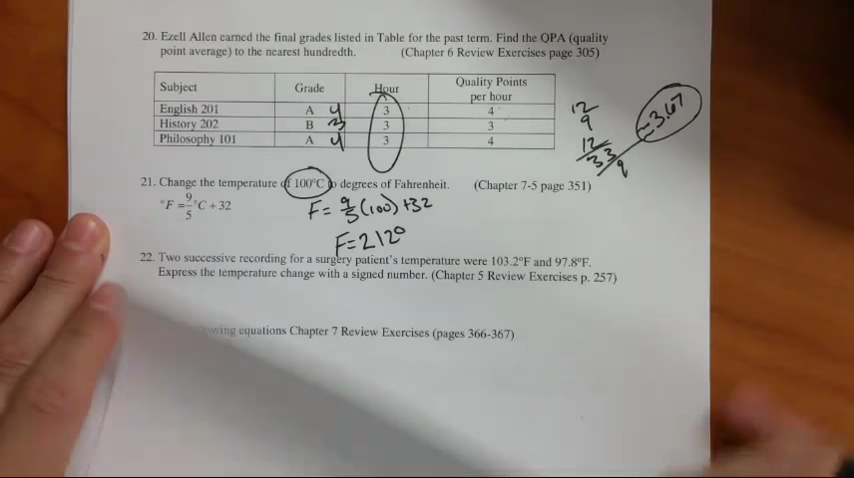 20. Ezell Allen earned the final grades listed in Table for the past term. Find the QPA (quality
point average) to the nearest hundredth. (Chapter 6 Review Exercises page 305)
Subject Grade Hour Quality Points per hour
English 201 A 4 3 4
History 202 B 3 3 3
Philosophy 101 A 4 3 4
12
9
12
33/9
≈3.67
21. Change the temperature of 100°C to degrees of Fahrenheit. (Chapter 7-5 page 351)
°F = 9/5 °C + 32
F = 9/5 (100) + 32
F = 212°
22. Two successive recording for a surgery patient's temperature were 103.2°F and 97.8°F.
Express the temperature change with a signed number. (Chapter 5 Review Exercises p. 257)
equations Chapter 7 Review Exercises (pages 366-367)